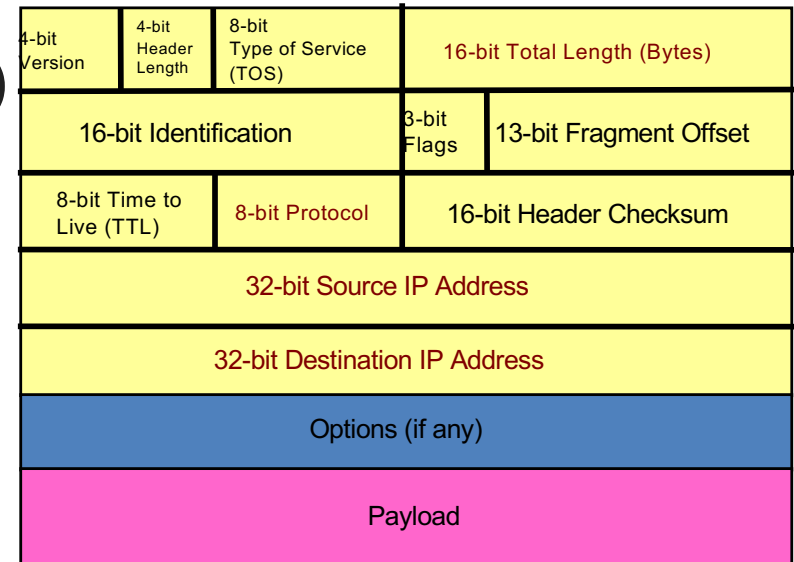 4-bit
Version
4-bit
Header
Length
8-bit
Type of Service
(TOS)
16-bit Total Length (Bytes)
16-bit Identification
3-bit
Flags
13-bit Fragment Offset
8-bit Time to
Live (TTL)
8-bit Protocol
16-bit Header Checksum
32-bit Source IP Address
32-bit Destination IP Address
Options (if any)
Payload